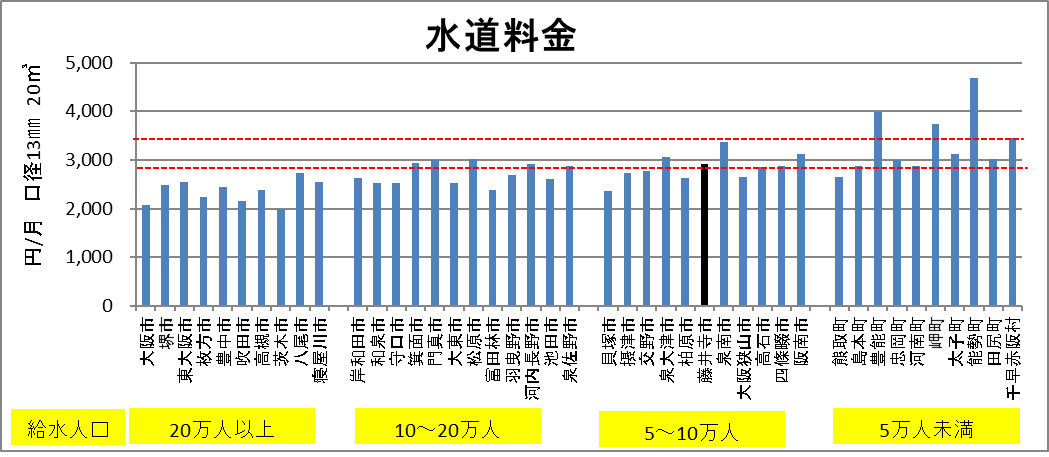 水道料金
円/月　口径13㎜ 20㎥
5,000
4,000
3,000
2,000
1,000
0
大阪市
堺市
東大阪市
枚方市
豊中市
吹田市
高槻市
茨木市
八尾市
寝屋川市
岸和田市
和泉市
守口市
箕面市
門真市
大東市
松原市
富田林市
羽曳野市
河内長野市
池田市
泉佐野市
貝塚市
摂津市
交野市
泉大津市
柏原市
藤井寺市
泉南市
大阪狭山市
高石市
四條畷市
阪南市
熊取町
島本町
豊能町
忠岡町
河南町
岬町
太子町
能勢町
田尻町
千早赤阪村
給水人口
20万人以上
10～20万人
5～10万人
5万人未満